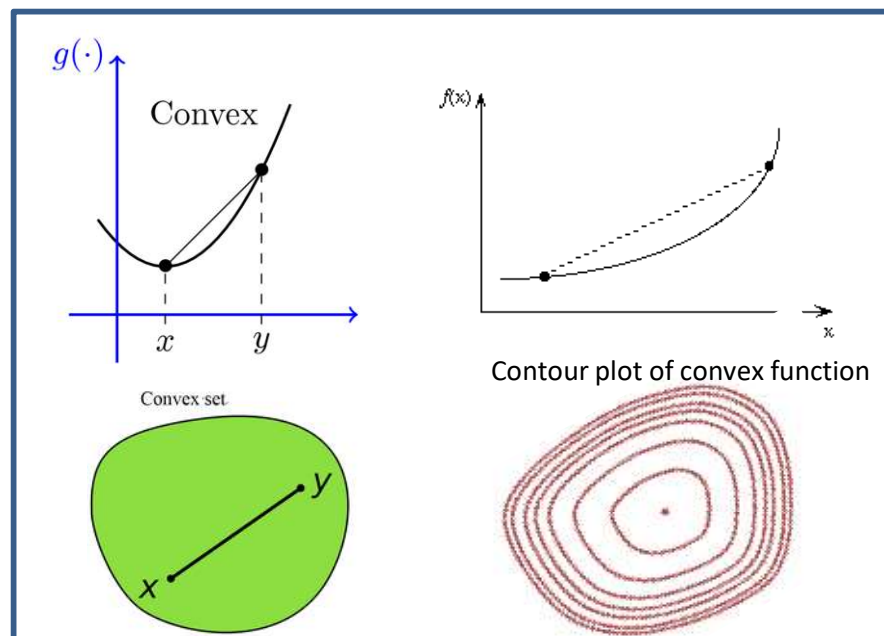 g(·)
Convex
x
y
f(x)
x
Contour plot of convex function
Convex set
y
x